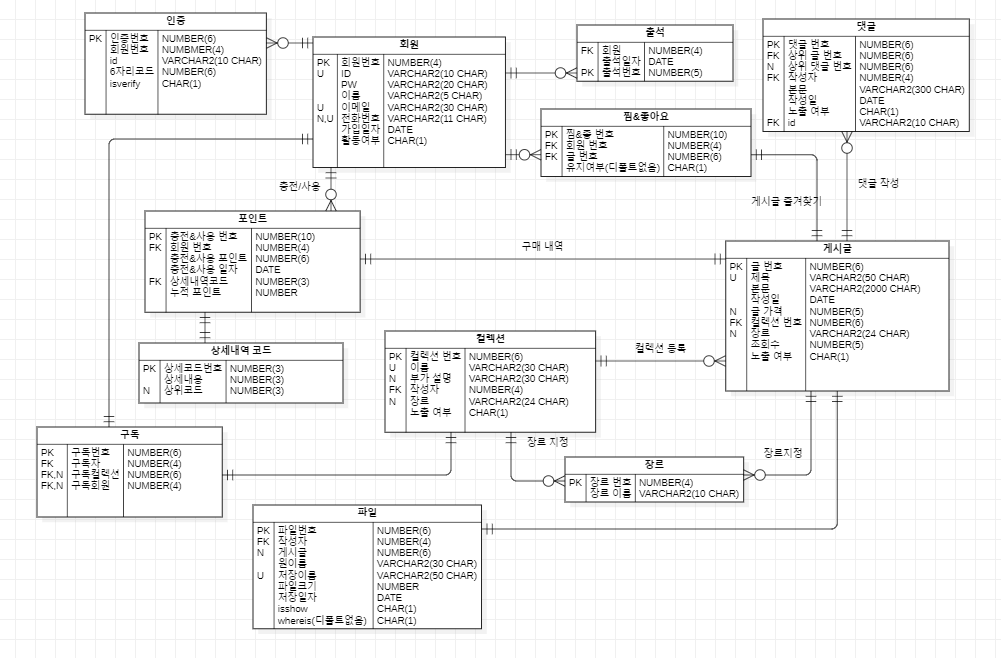 인증
PK 인증번호 NUMBER(6)
회원번호 NUMBMER(4)
id VARCHAR2(10 CHAR)
6자리코드 NUMBER(6)
isverify CHAR(1)
회원
PK 회원번호 NUMBER(4)
U ID VARCHAR2(10 CHAR)
PW VARCHAR2(20 CHAR)
이름 VARCHAR2(5 CHAR)
U 이메일 VARCHAR2(30 CHAR)
N,U 전화번호 VARCHAR2(11 CHAR)
가입일자 DATE
활동여부 CHAR(1)
출석
FK 회원 NUMBER(4)
출석일자 DATE
PK 출석번호 NUMBER(5)
댓글
PK 댓글 번호 NUMBER(6)
FK 상위 글 번호 NUMBER(6)
N 상위 댓글 번호 NUMBER(6)
FK 작성자 NUMBER(4)
본문 VARCHAR2(300 CHAR)
작성일 DATE
노출 여부 CHAR(1)
FK id VARCHAR2(10 CHAR)
찜&좋아요
PK 찜&좋 번호 NUMBER(10)
FK 회원 번호 NUMBER(4)
FK 글 번호 NUMBER(6)
유지여부(디폴트없음) CHAR(1)
충전/사용
댓글 작성
게시글 즐겨찾기
포인트
PK 충전&사용 번호 NUMBER(10)
FK 회원 번호 NUMBER(4)
충전&사용 포인트 NUMBER(6)
충전&사용 일자 DATE
FK 상세내역코드 NUMBER(3)
누적 포인트 NUMBER
구매 내역
게시글
PK 글 번호 NUMBER(6)
U 제목 VARCHAR2(50 CHAR)
본문 VARCHAR2(2000 CHAR)
작성일 DATE
N 글 가격 NUMBER(5)
FK 컬렉션 번호 NUMBER(6)
N 장르 VARCHAR2(24 CHAR)
조회수 NUMBER(5)
노출 여부 CHAR(1)
상세내역 코드
PK 상세코드번호 NUMBER(3)
상세내용 NUMBER(3)
N 상위코드 NUMBER(3)
컬렉션
PK 컬렉션 번호 NUMBER(6)
U 이름 VARCHAR2(30 CHAR)
N 부가 설명 VARCHAR2(30 CHAR)
FK 작성자 NUMBER(4)
N 장르 VARCHAR2(24 CHAR)
노출 여부 CHAR(1)
컬렉션 등록
구독
PK 구독번호 NUMBER(6)
FK 구독자 NUMBER(4)
FK,N 구독컬렉션 NUMBER(6)
FK,N 구독회원 NUMBER(4)
장르 지정
장르지정
장르
PK 장르 번호 NUMBER(4)
장르 이름 VARCHAR2(10 CHAR)
파일
PK 파일번호 NUMBER(6)
FK 작성자 NUMBER(4)
N 게시글 NUMBER(6)
원이름 VARCHAR2(30 CHAR)
U 저장이름 VARCHAR2(50 CHAR)
파일크기 NUMBER
저장일자 DATE
isshow CHAR(1)
whereis(디폴트없음) CHAR(1)